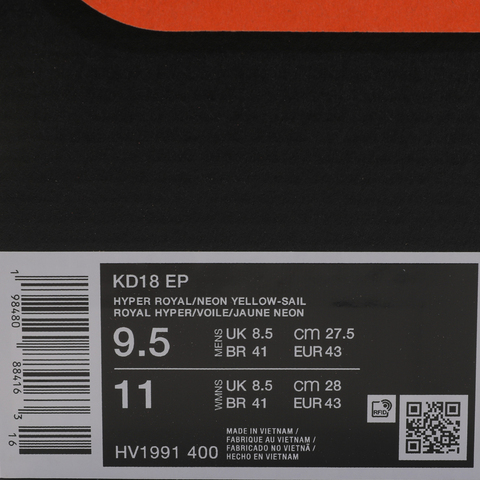 KD18 EP
HYPER ROYAL/NEON YELLOW-SAIL
ROYAL HYPER/VOILE/JAUNE NEON
9.5 MENS UK 8.5 CM 27.5
BR 41 EUR 43
11 WMNS UK 8.5 CM 28
BR 41 EUR 43
HV1991 400
MADE IN VIETNAM /
FABRIQUE AU VIETNAM /
FABRICADO NO VIETNÃ /
HECHO EN VIETNAM
RFID
1 98480 88416 3 16